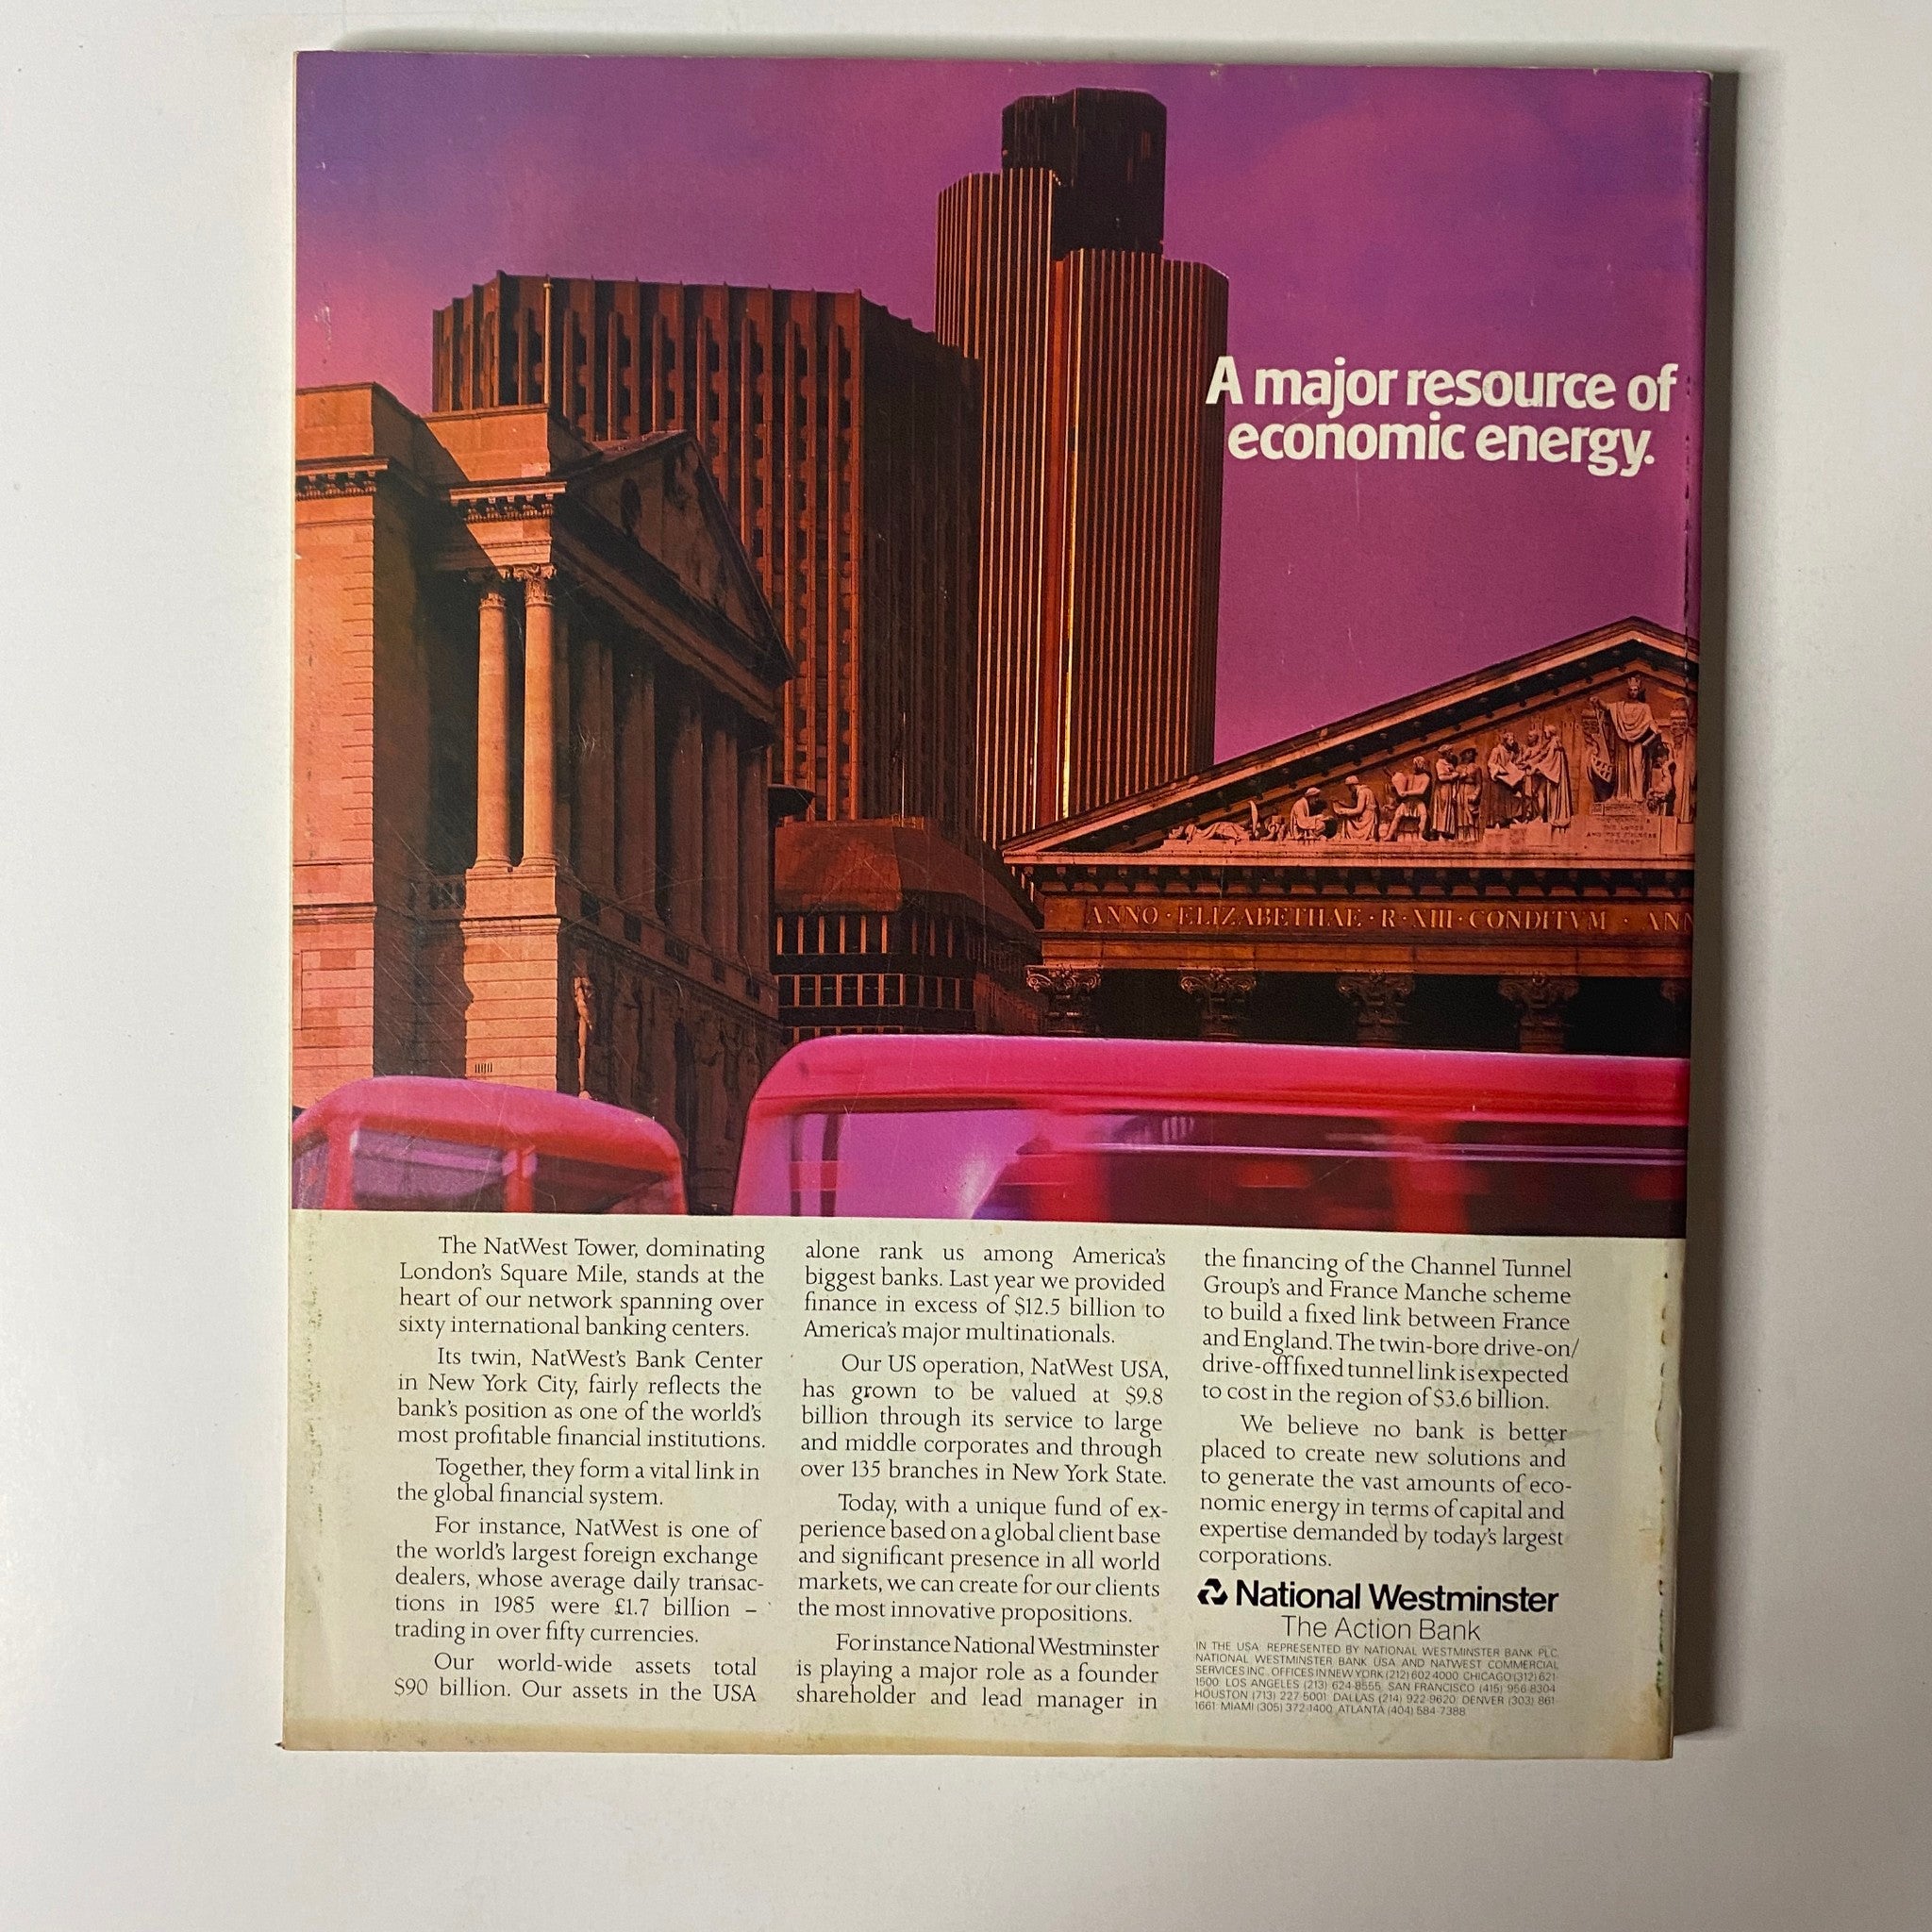 A major resource of
economic energy.
ANNO · ELIZABETHAE · R · XIII · CONDITVM · ANN
The NatWest Tower, dominating
London's Square Mile, stands at the
heart of our network spanning over
sixty international banking centers.
Its twin, NatWest's Bank Center
in New York City, fairly reflects the
bank's position as one of the world's
most profitable financial institutions.
Together, they form a vital link in
the global financial system.
For instance, NatWest is one of
the world's largest foreign exchange
dealers, whose average daily transac-
tions in 1985 were £1.7 billion –
trading in over fifty currencies.
Our world-wide assets total
$90 billion. Our assets in the USA
alone rank us among America's
biggest banks. Last year we provided
finance in excess of $12.5 billion to
America's major multinationals.
Our US operation, NatWest USA,
has grown to be valued at $9.8
billion through its service to large
and middle corporates and through
over 135 branches in New York State.
Today, with a unique fund of ex-
perience based on a global client base
and significant presence in all world
markets, we can create for our clients
the most innovative propositions.
For instance National Westminster
is playing a major role as a founder
shareholder and lead manager in
the financing of the Channel Tunnel
Group's and France Manche scheme
to build a fixed link between France
and England. The twin-bore drive-on/
drive-off fixed tunnel link is expected
to cost in the region of $3.6 billion.
We believe no bank is better
placed to create new solutions and
to generate the vast amounts of eco-
nomic energy in terms of capital and
expertise demanded by today's largest
corporations.
National Westminster
The Action Bank
IN THE USA: REPRESENTED BY NATIONAL WESTMINSTER BANK PLC.
NATIONAL WESTMINSTER BANK USA AND NATWEST COMMERCIAL
SERVICES INC. OFFICES IN NEW YORK (212) 602-4000 CHICAGO (312) 621-
1500 LOS ANGELES (213) 624-8555 SAN FRANCISCO (415) 956-8304
HOUSTON (713) 227-5001 DALLAS (214) 922-9620 DENVER (303) 861-
1661 MIAMI (305) 372-1400 ATLANTA (404) 584-7388